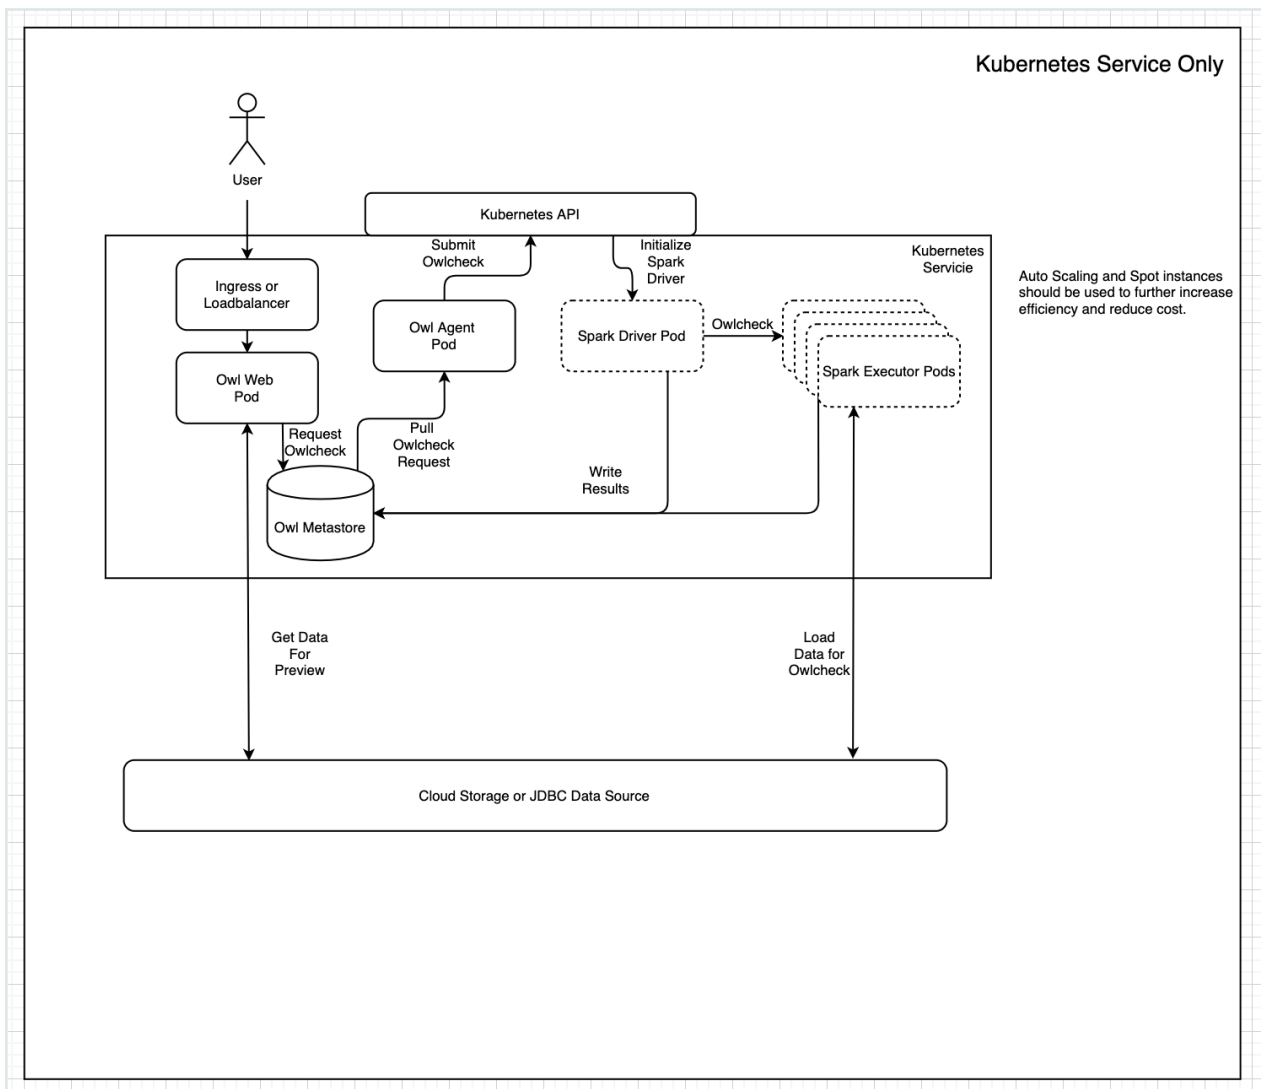 Kubernetes Service Only
User
Kubernetes API
Submit
Owlcheck
Initialize
Spark
Driver
Kubernetes
Servicie
Ingress or
Loadbalancer
Auto Scaling and Spot instances
should be used to further increase
efficiency and reduce cost.
Owl Agent
Pod
Spark Driver Pod
Owlcheck
Spark Executor Pods
Owl Web
Pod
Request
Owlcheck
Pull
Owlcheck
Request
Write
Results
Owl Metastore
Get Data
For
Preview
Load
Data for
Owlcheck
Cloud Storage or JDBC Data Source